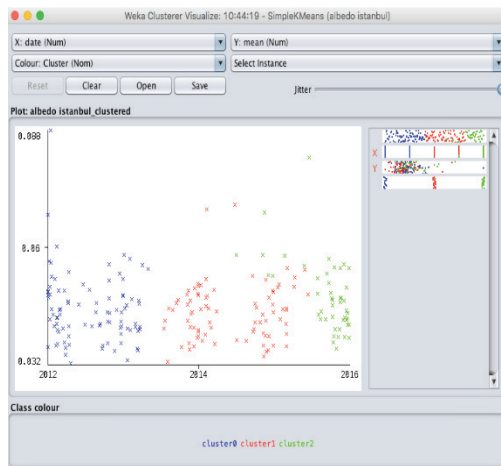 Weka Clusterer Visualize: 10:44:19 - SimpleKMeans (albedo istanbul)
X: date (Num) Y: mean (Num)
Colour: Cluster (Nom) Select Instance
Reset Clear Open Save Jitter
Plot: albedo istanbul_clustered
0.06
0.032
2012 2014 2016
X
Y
Class colour
cluster0 cluster1 cluster2